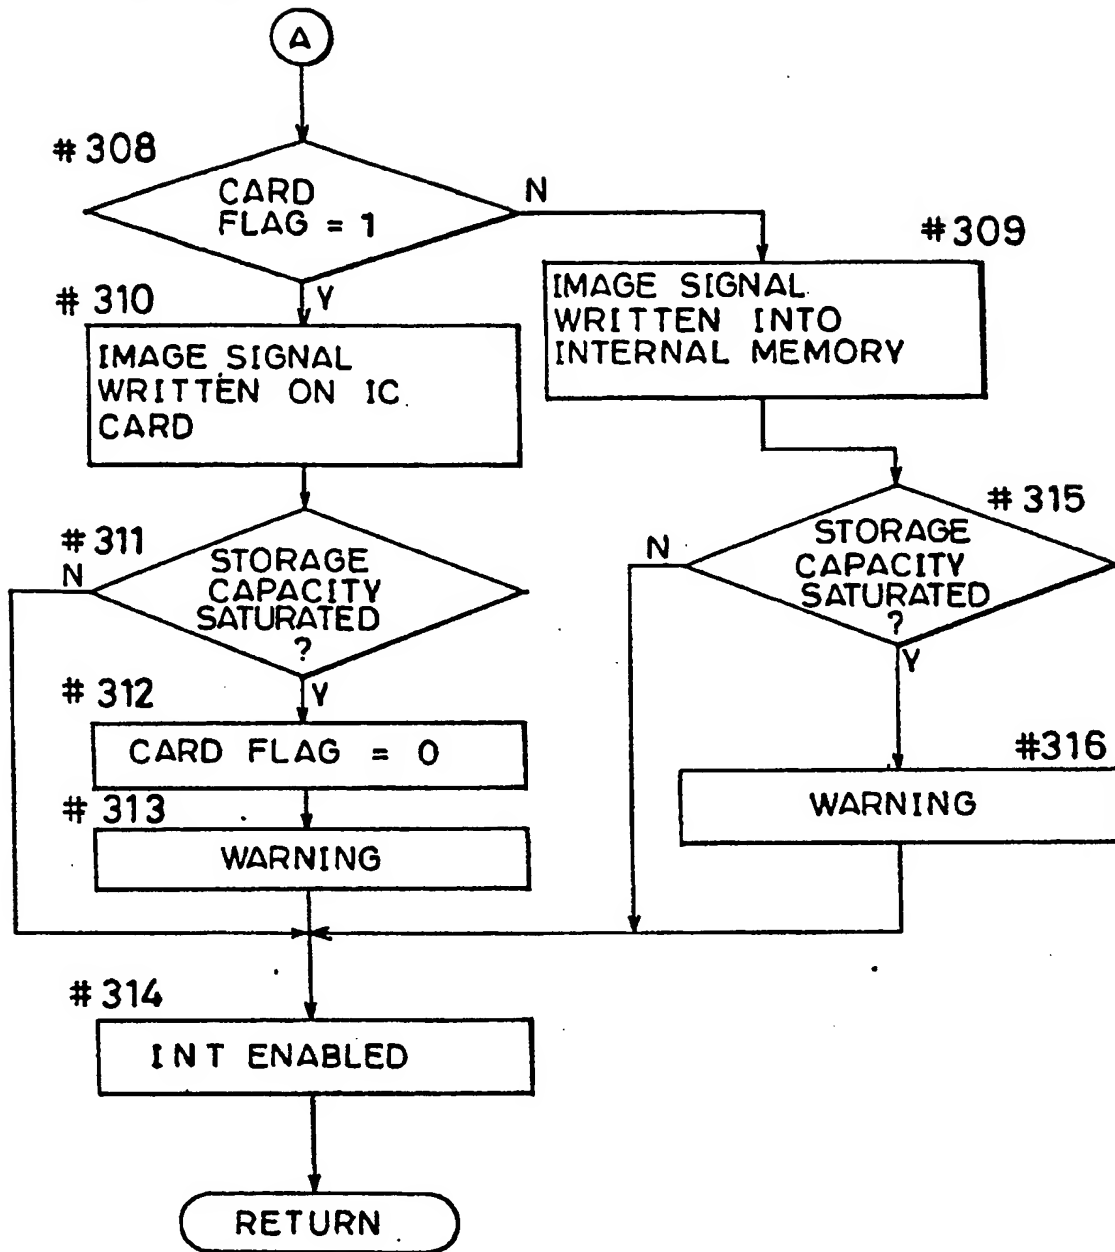 A
#308
CARD
FLAG = 1
N
Y
#309
IMAGE SIGNAL
WRITTEN INTO
INTERNAL MEMORY
#310
IMAGE SIGNAL
WRITTEN ON IC
CARD
#311
STORAGE
CAPACITY
SATURATED
?
N
Y
#315
STORAGE
CAPACITY
SATURATED
?
N
Y
#312
CARD FLAG = 0
#313
WARNING
#316
WARNING
#314
INT ENABLED
RETURN